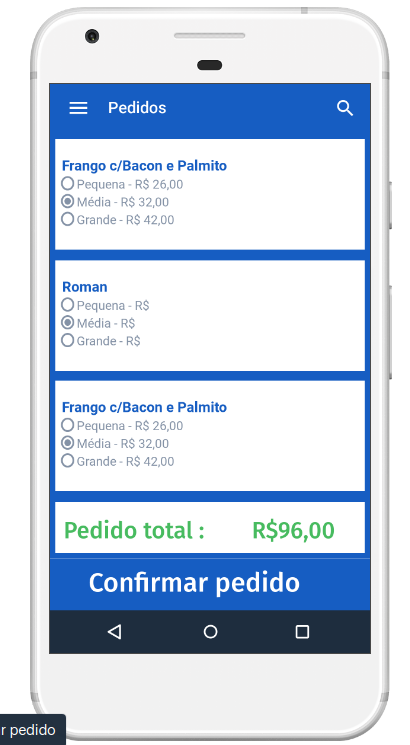 Pedidos
Frango c/Bacon e Palmito
Pequena - R$ 26,00
Média - R$ 32,00
Grande - R$ 42,00
Roman
Pequena - R$
Média - R$
Grande - R$
Frango c/Bacon e Palmito
Pequena - R$ 26,00
Média - R$ 32,00
Grande - R$ 42,00
Pedido total : R$96,00
Confirmar pedido
r pedido